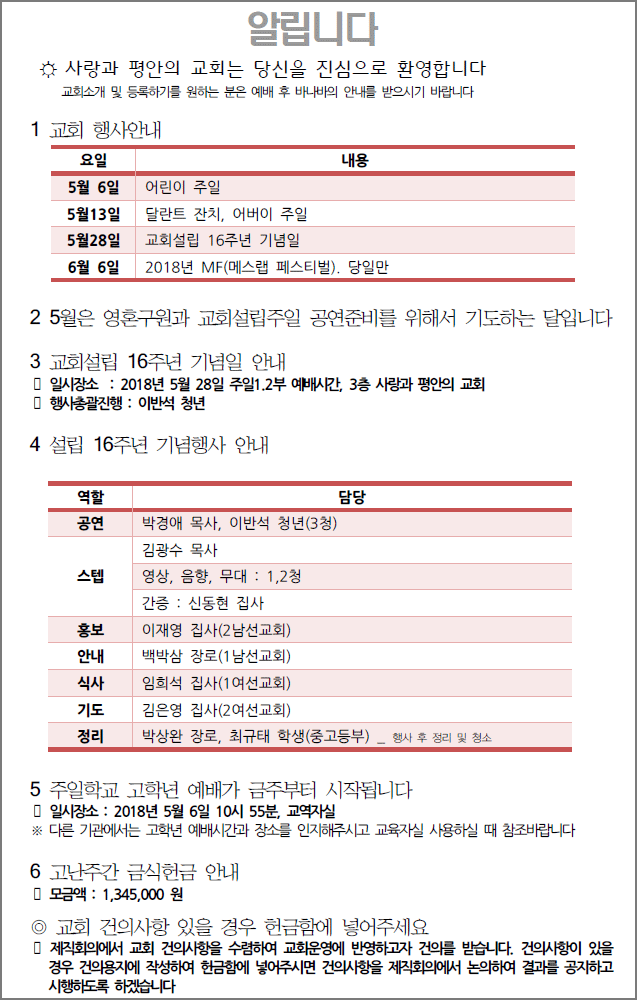 알립니다
☼ 사랑과 평안의 교회는 당신을 진심으로 환영합니다
교회소개 및 등록하기를 원하는 분은 예배 후 바나바의 안내를 받으시기 바랍니다
1 교회 행사안내
요일 내용
5월 6일 어린이 주일
5월13일 달란트 잔치, 어버이 주일
5월28일 교회설립 16주년 기념일
6월 6일 2018년 MF(메스랩 페스티벌). 당일만
2 5월은 영혼구원과 교회설립주일 공연준비를 위해서 기도하는 달입니다
3 교회설립 16주년 기념일 안내
▯ 일시장소 : 2018년 5월 28일 주일1.2부 예배시간, 3층 사랑과 평안의 교회
▯ 행사총괄진행 : 이반석 청년
4 설립 16주년 기념행사 안내
역할 담당
공연 박경애 목사, 이반석 청년(3청)
김광수 목사
스텝 영상, 음향, 무대 : 1,2청
간증 : 신동현 집사
홍보 이재영 집사(2남선교회)
안내 백박삼 장로(1남선교회)
식사 임희석 집사(1여선교회)
기도 김은영 집사(2여선교회)
정리 박상완 장로, 최규태 학생(중고등부) _ 행사 후 정리 및 청소
5 주일학교 고학년 예배가 금주부터 시작됩니다
▯ 일시장소 : 2018년 5월 6일 10시 55분, 교역자실
※ 다른 기관에서는 고학년 예배시간과 장소를 인지해주시고 교육자실 사용하실 때 참조바랍니다
6 고난주간 금식헌금 안내
▯ 모금액 : 1,345,000 원
◎ 교회 건의사항 있을 경우 헌금함에 넣어주세요
▯ 제직회의에서 교회 건의사항을 수렴하여 교회운영에 반영하고자 건의를 받습니다. 건의사항이 있을
경우 건의용지에 작성하여 헌금함에 넣어주시면 건의사항을 제직회의에서 논의하여 결과를 공지하고
시행하도록 하겠습니다